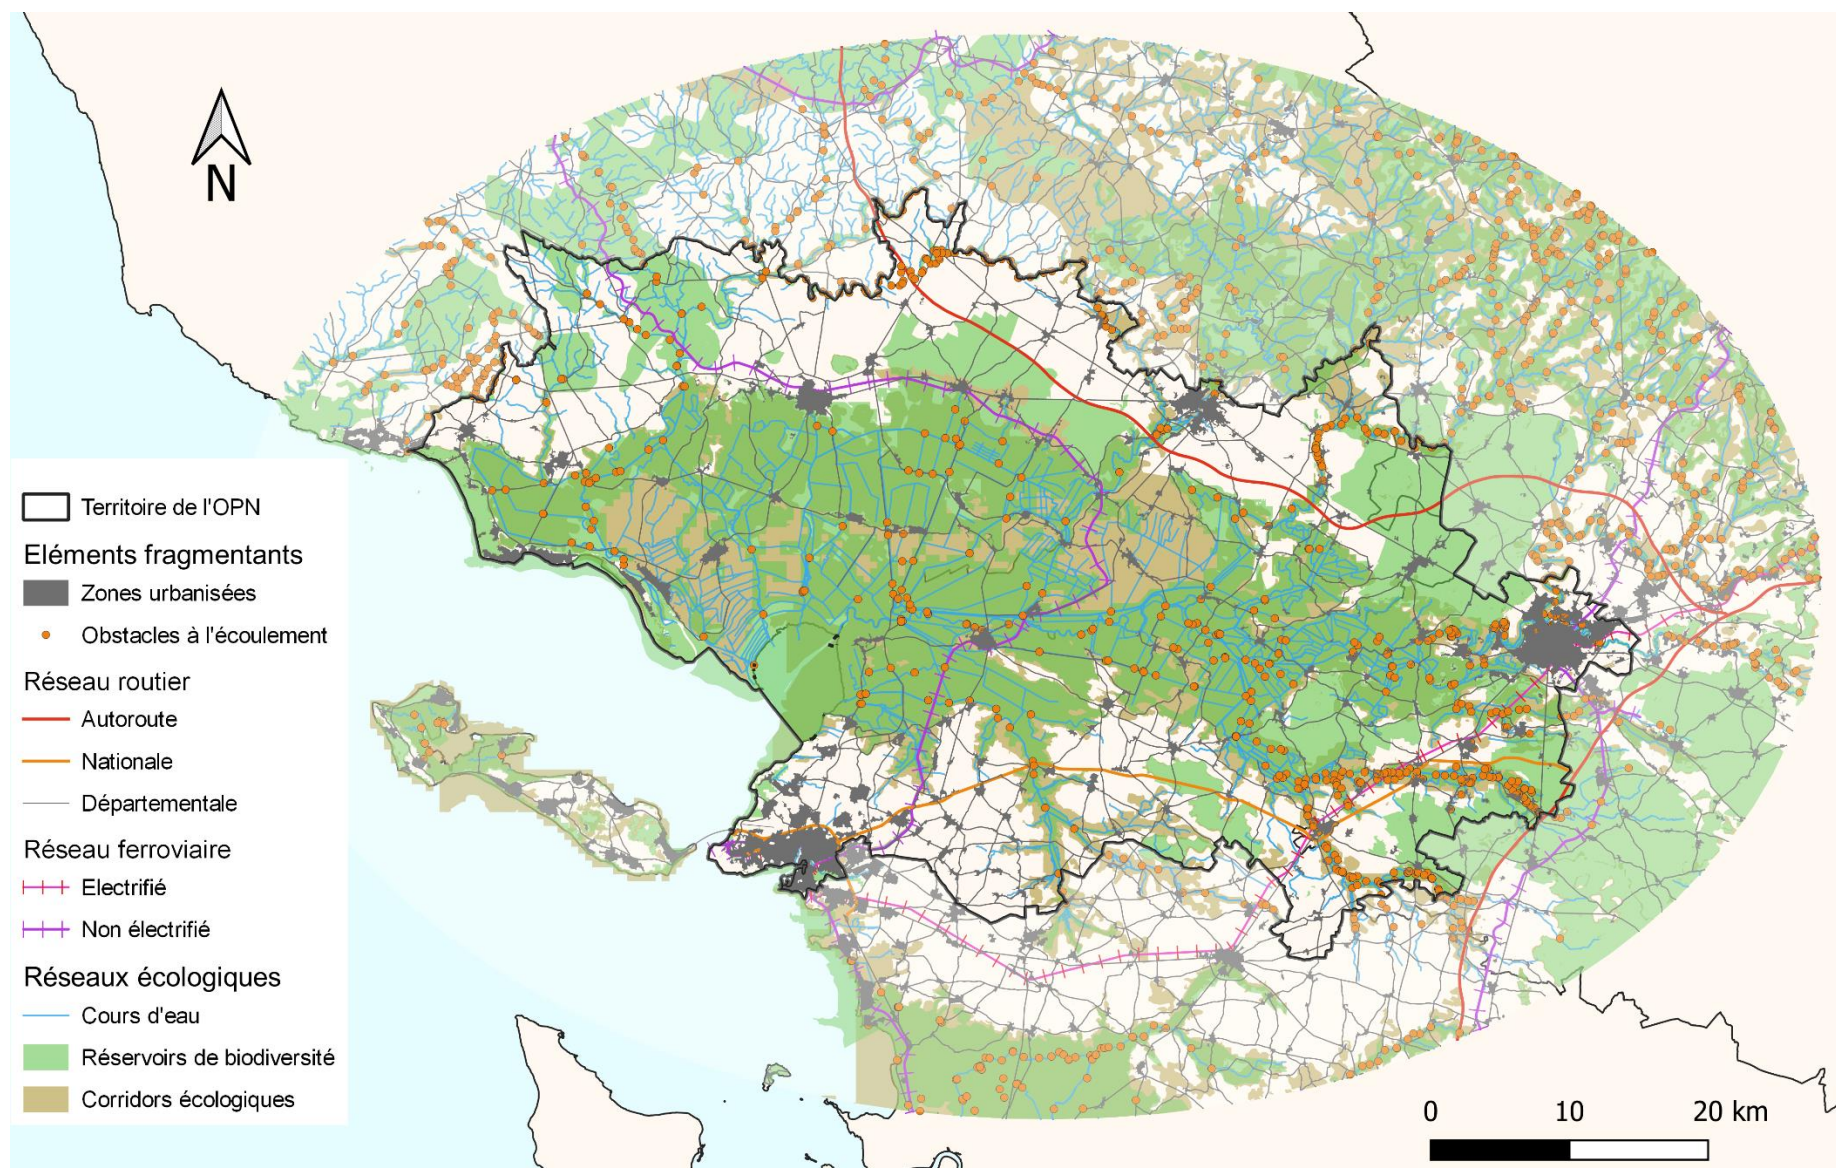 N
Territoire de l'OPN
Eléments fragmentants
Zones urbanisées
Obstacles à l'écoulement
Réseau routier
Autoroute
Nationale
Départementale
Réseau ferroviaire
Electrifié
Non électrifié
Réseaux écologiques
Cours d'eau
Réservoirs de biodiversité
Corridors écologiques
0 10 20 km